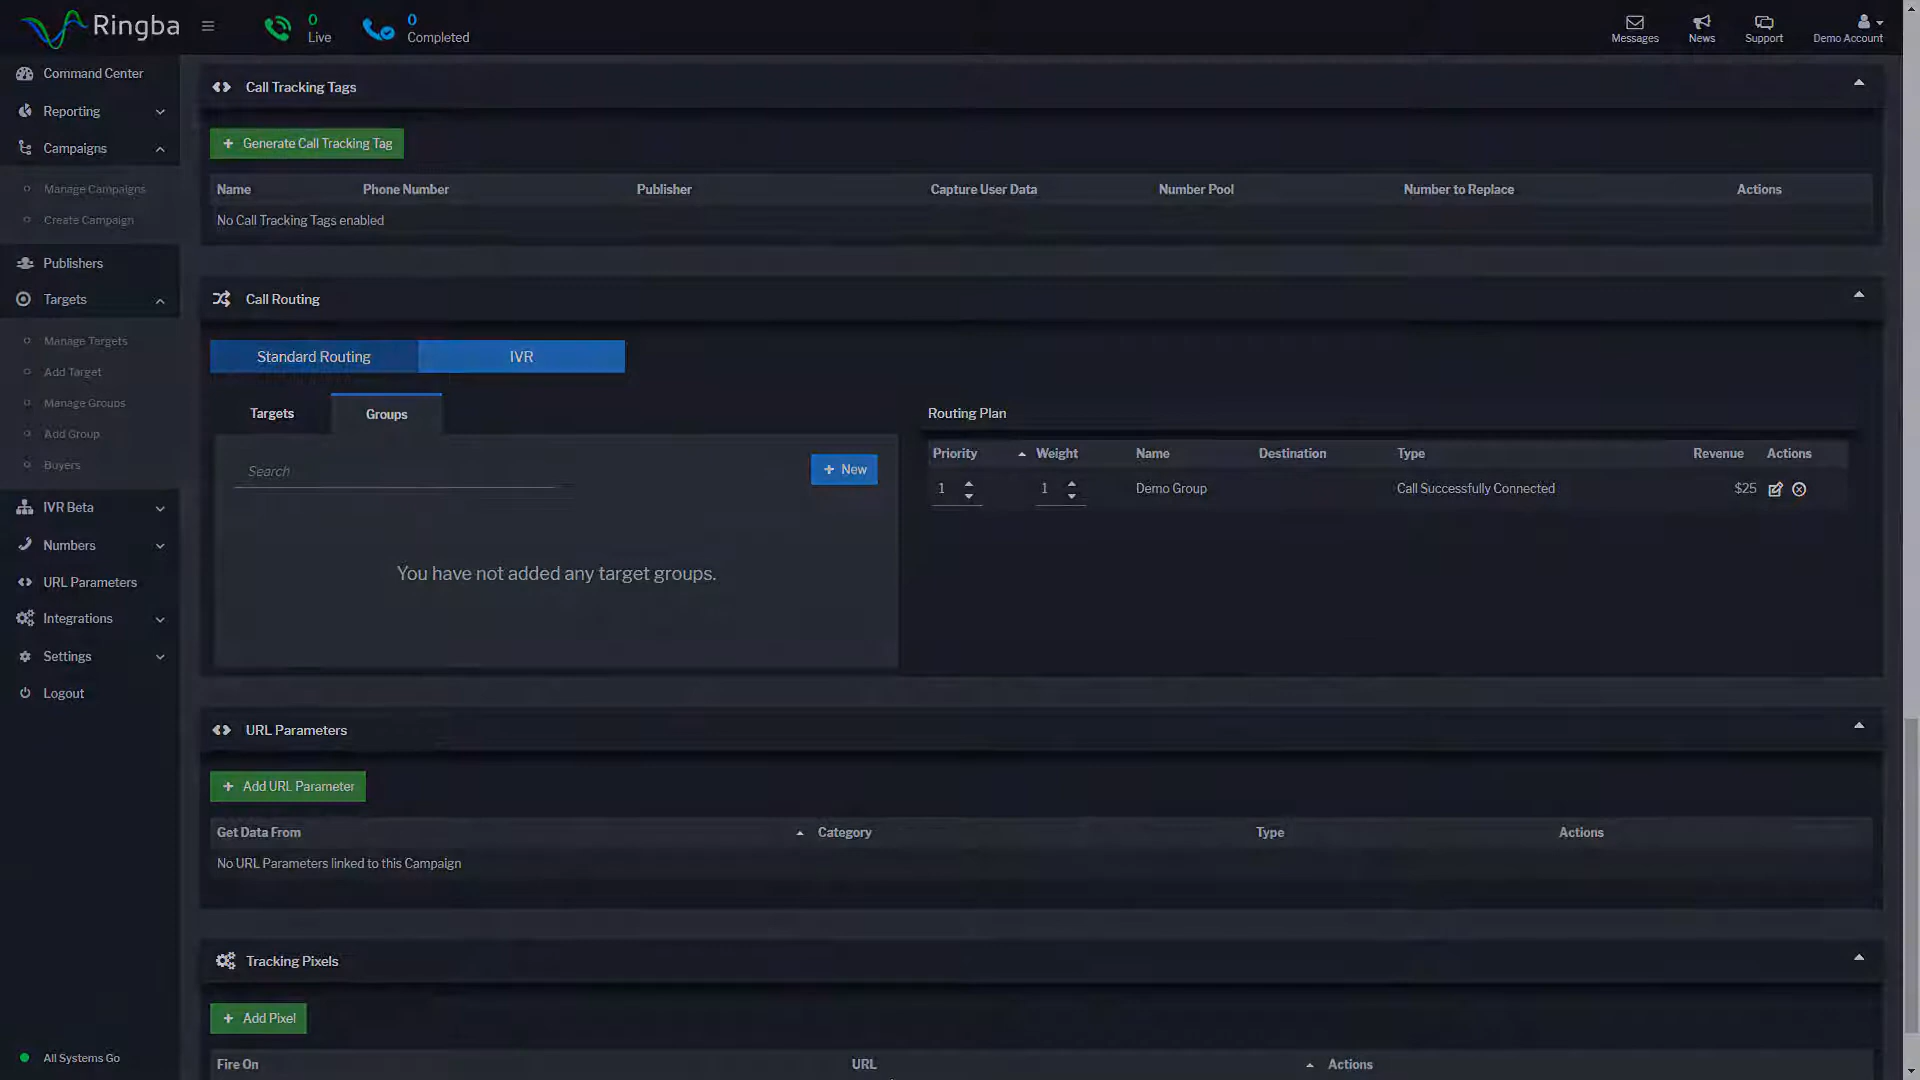 Ringba
0
Live
0
Completed
Messages
News
Support
Demo Account
Command Center
Reporting
Campaigns
Manage Campaigns
Create Campaign
Publishers
Targets
Manage Targets
Add Target
Manage Groups
Add Group
Buyers
IVR Beta
Numbers
URL Parameters
Integrations
Settings
Logout
All Systems Go
Call Tracking Tags
+ Generate Call Tracking Tag
Name Phone Number Publisher Capture User Data Number Pool Number to Replace Actions
No Call Tracking Tags enabled
Call Routing
Standard Routing IVR
Targets Groups
Search
+ New
You have not added any target groups.
Routing Plan
Priority Weight Name Destination Type Revenue Actions
1 1 Demo Group Call Successfully Connected $25
URL Parameters
+ Add URL Parameter
Get Data From Category Type Actions
No URL Parameters linked to this Campaign
Tracking Pixels
+ Add Pixel
Fire On URL Actions